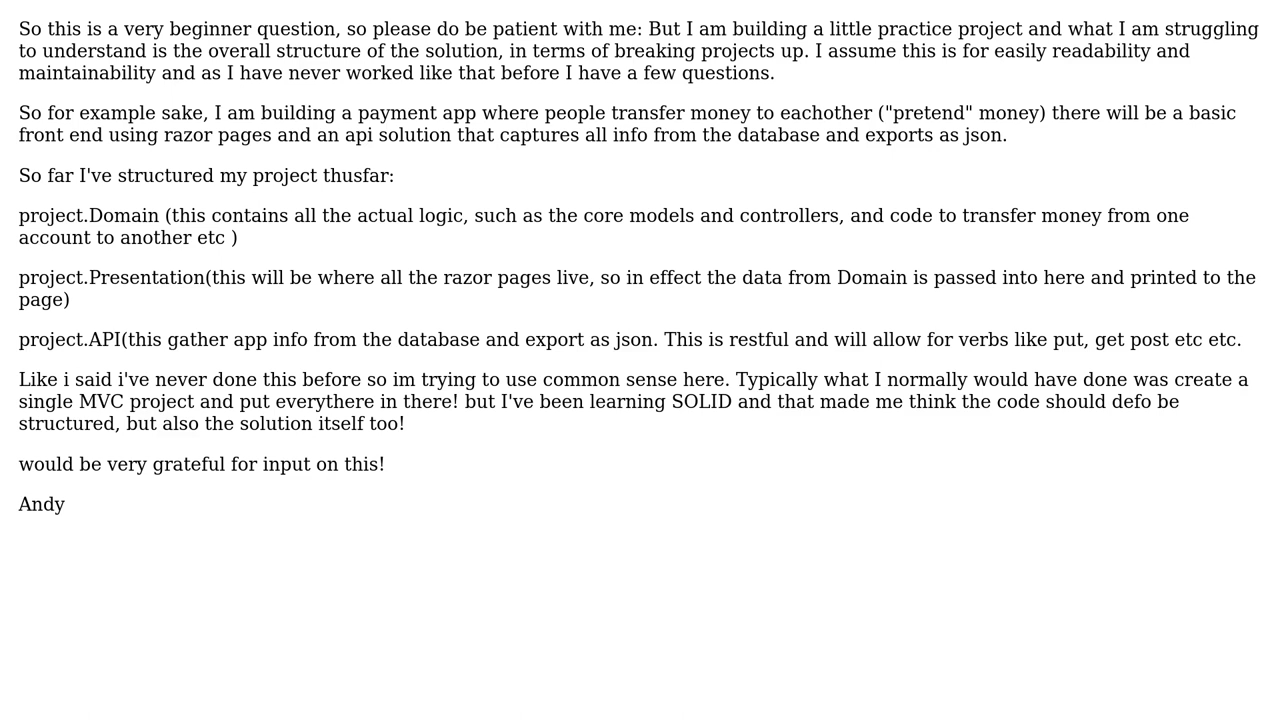 So this is a very beginner question, so please do be patient with me: But I am building a little practice project and what I am struggling
to understand is the overall structure of the solution, in terms of breaking projects up. I assume this is for easily readability and
maintainability and as I have never worked like that before I have a few questions.
So for example sake, I am building a payment app where people transfer money to eachother ("pretend" money) there will be a basic
front end using razor pages and an api solution that captures all info from the database and exports as json.
So far I've structured my project thusfar:
project.Domain (this contains all the actual logic, such as the core models and controllers, and code to transfer money from one
account to another etc )
project.Presentation(this will be where all the razor pages live, so in effect the data from Domain is passed into here and printed to the
page)
project.API(this gather app info from the database and export as json. This is restful and will allow for verbs like put, get post etc etc.
Like i said i've never done this before so im trying to use common sense here. Typically what I normally would have done was create a
single MVC project and put everythere in there! but I've been learning SOLID and that made me think the code should defo be
structured, but also the solution itself too!
would be very grateful for input on this!
Andy